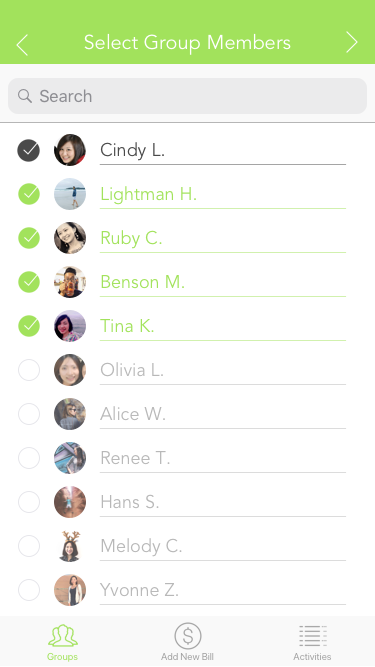 Select Group Members
Search
Cindy L.
Lightman H.
Ruby C.
Benson M.
Tina K.
Olivia L.
Alice W.
Renee T.
Hans S.
Melody C.
Yvonne Z.
Groups
Add New Bill
Activities